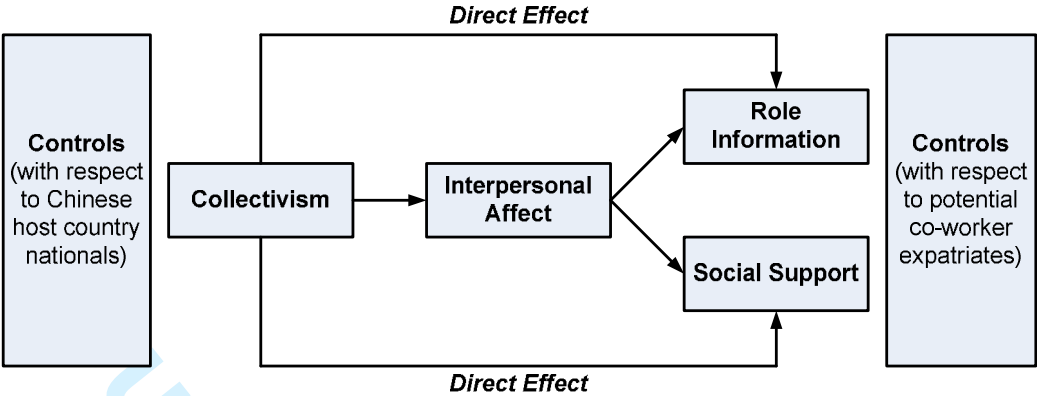 Direct Effect
Controls
(with respect
to Chinese
host country
nationals)
Collectivism
Interpersonal
Affect
Role
Information
Social Support
Controls
(with respect
to potential
co-worker
expatriates)
Direct Effect